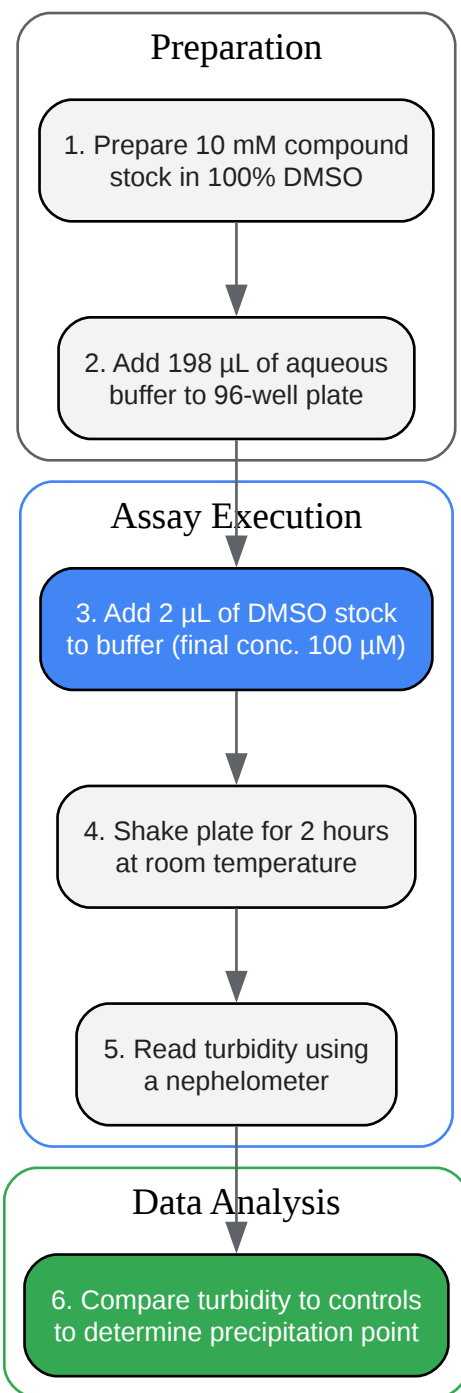 Preparation
1. Prepare 10 mM compound
stock in 100% DMSO
2. Add 198 µL of aqueous
buffer to 96-well plate
Assay Execution
3. Add 2 µL of DMSO stock
to buffer (final conc. 100 µM)
4. Shake plate for 2 hours
at room temperature
5. Read turbidity using
a nephelometer
Data Analysis
6. Compare turbidity to controls
to determine precipitation point